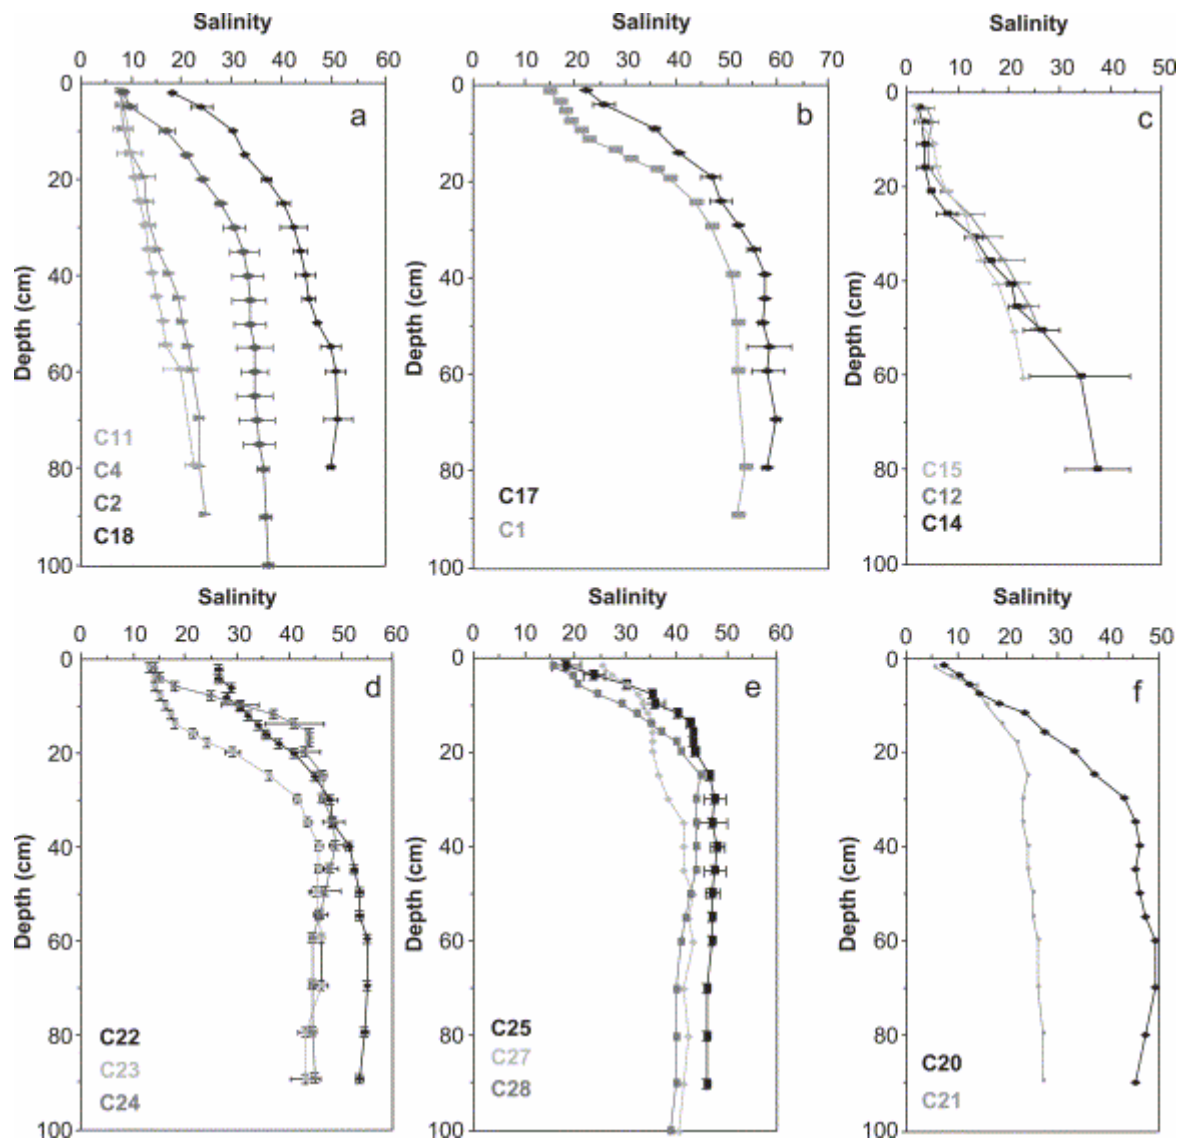 Salinity
0 10 20 30 40 50 60
0
20
40
60
80
100
Depth (cm)
a
C11
C4
C2
C18
Salinity
0 10 20 30 40 50 60 70
0
20
40
60
80
100
Depth (cm)
b
C17
C1
Salinity
0 10 20 30 40 50
0
20
40
60
80
100
Depth (cm)
c
C15
C12
C14
Salinity
0 10 20 30 40 50 60
0
20
40
60
80
100
Depth (cm)
d
C22
C23
C24
Salinity
0 10 20 30 40 50 60
0
20
40
60
80
100
Depth (cm)
e
C25
C27
C28
Salinity
0 10 20 30 40 50
0
20
40
60
80
100
Depth (cm)
f
C20
C21